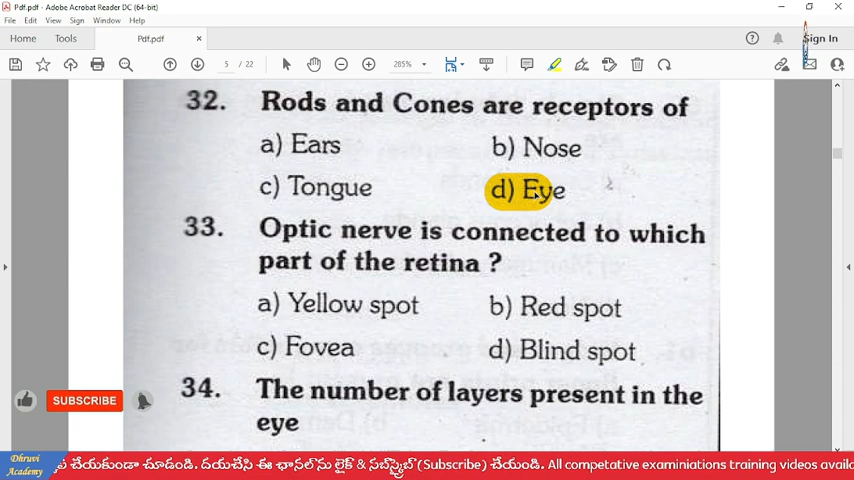 Pdf.pdf - Adobe Acrobat Reader DC (64-bit)
File Edit View Sign Window Help
Home Tools Pdf.pdf × Sign In
5 / 22 285%
32. Rods and Cones are receptors of
a) Ears b) Nose
c) Tongue d) Eye
33. Optic nerve is connected to which
part of the retina ?
a) Yellow spot b) Red spot
c) Fovea d) Blind spot
34. The number of layers present in the
eye
SUBSCRIBE
Dhruvi
Academy
చేయకుండా చూడండి. దయచేసి ఈ ఛానల్‌ను లైక్ & సబ్‌స్క్రైబ్ (Subscribe) చేయండి. All competative examiniations training videos availa